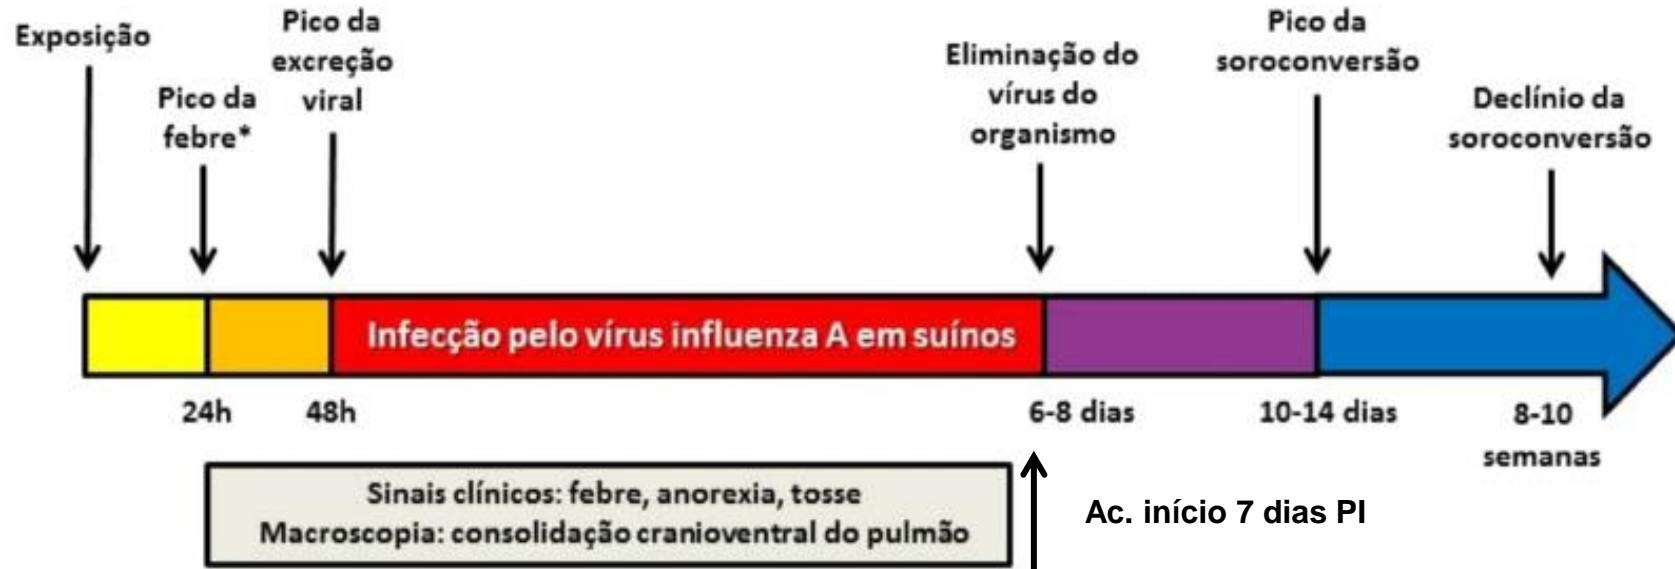 Exposição
Pico da
febre*
Pico da
excreção
viral
Eliminação do
vírus do
organismo
Pico da
soroconversão
Declínio da
soroconversão
Infecção pelo vírus influenza A em suínos
24h
48h
6-8 dias
10-14 dias
8-10
semanas
Sinais clínicos: febre, anorexia, tosse
Macroscopia: consolidação cranioventral do pulmão
Ac. início 7 dias PI